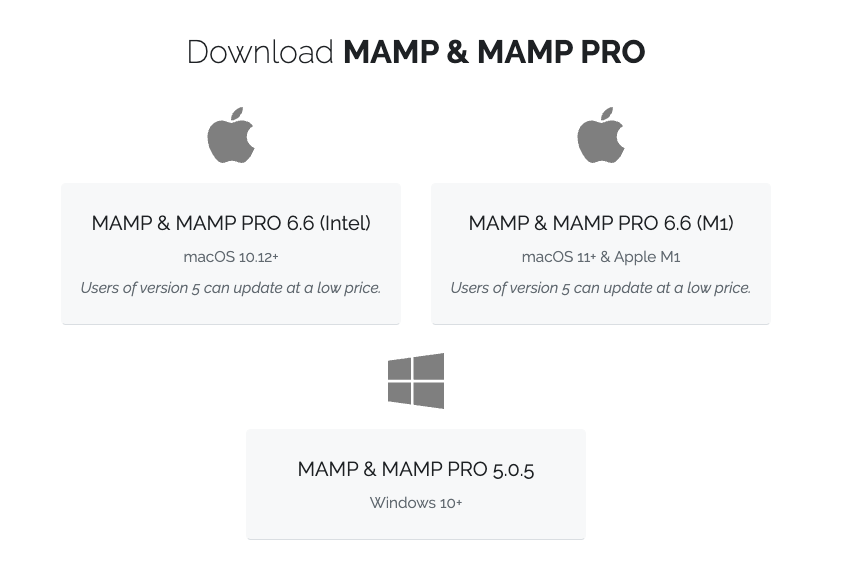 Download MAMP & MAMP PRO
MAMP & MAMP PRO 6.6 (Intel)
macOS 10.12+
Users of version 5 can update at a low price.
MAMP & MAMP PRO 6.6 (M1)
macOS 11+ & Apple M1
Users of version 5 can update at a low price.
MAMP & MAMP PRO 5.0.5
Windows 10+